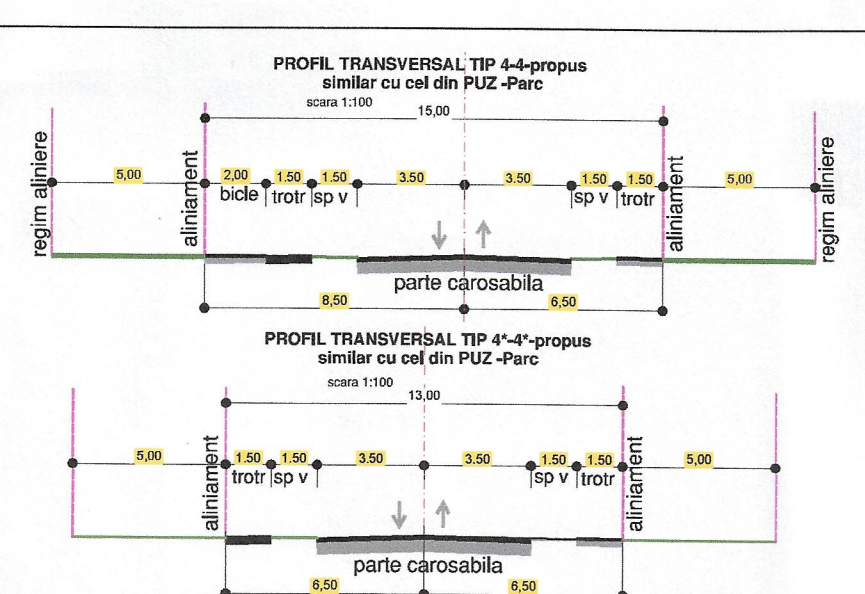 PROFIL TRANSVERSAL TIP 4-4-propus
similar cu cel din PUZ -Parc
scara 1:100
15,00
regim aliniere
5,00
aliniament
2,00 1.50 1.50 3.50 3.50 1.50 1.50
bicle trotr sp v sp v trotr
aliniament
5,00
regim aliniere
parte carosabila
8,50 6,50
PROFIL TRANSVERSAL TIP 4*-4*-propus
similar cu cel din PUZ -Parc
scara 1:100
13,00
5,00
aliniament
1.50 1.50 3.50 3.50 1.50 1.50
trotr sp v sp v trotr
aliniament
5,00
parte carosabila
6,50 6,50